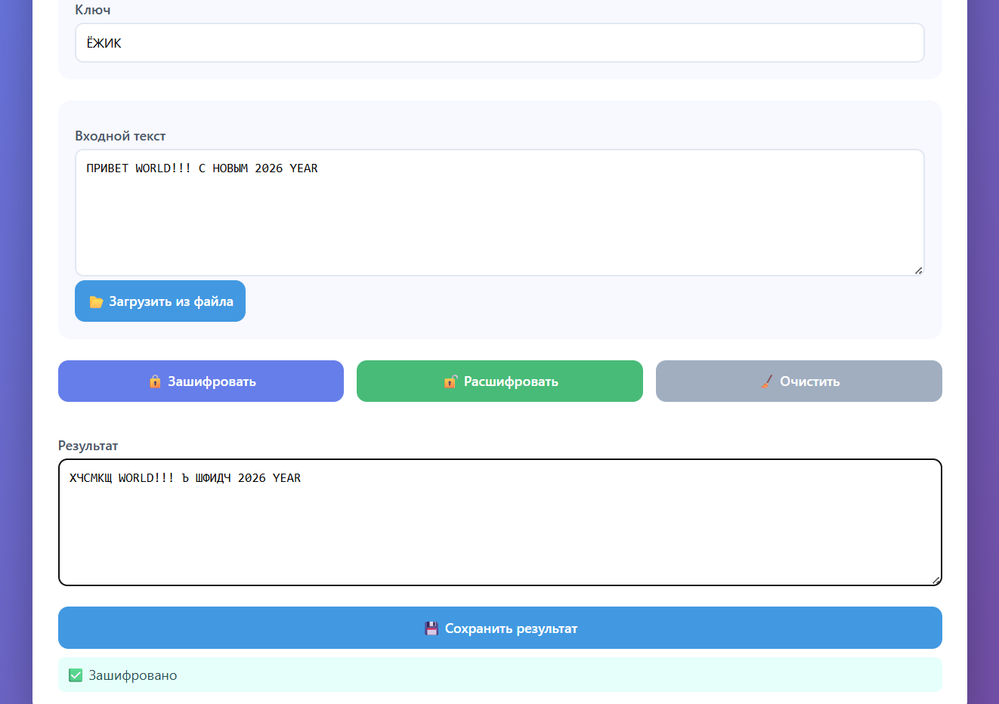 Ключ
ЁЖИК
Входной текст
ПРИВЕТ WORLD!!! С НОВЫМ 2026 YEAR
Загрузить из файла
Зашифровать
Расшифровать
Очистить
Результат
ХЧСМКЩ WORLD!!! Ъ ШФИДЧ 2026 YEAR
Сохранить результат
Зашифровано